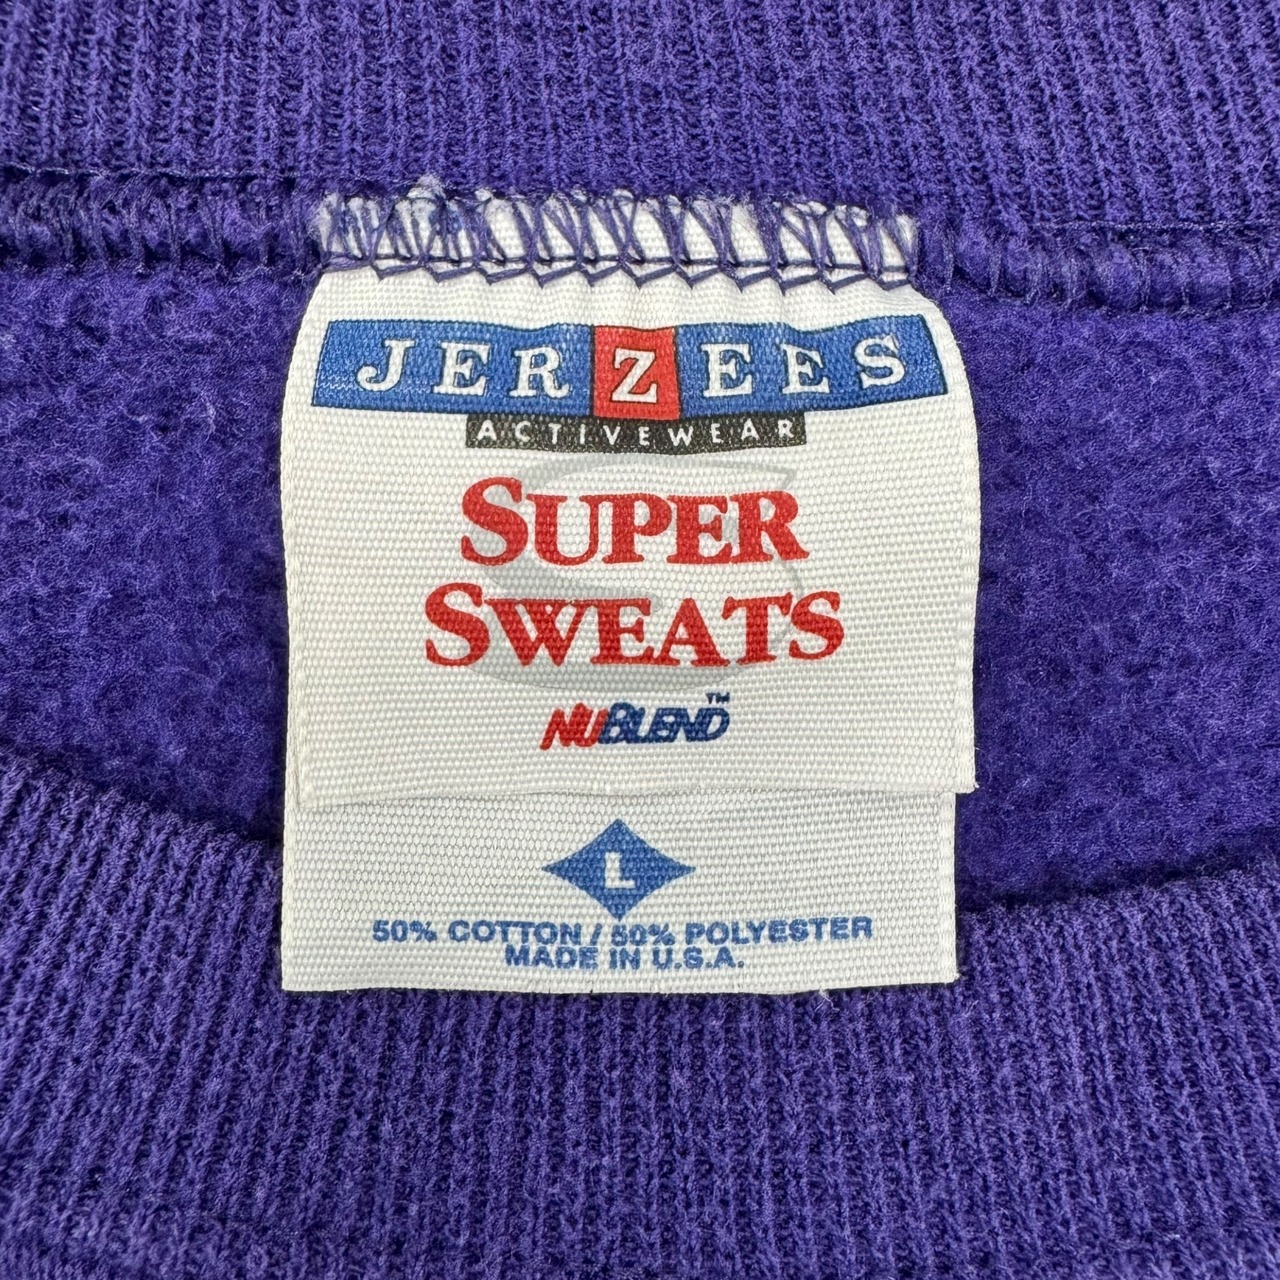 JERZEES
ACTIVEWEAR
SUPER
SWEATS
NUBLEND™
L
50% COTTON / 50% POLYESTER
MADE IN U.S.A.